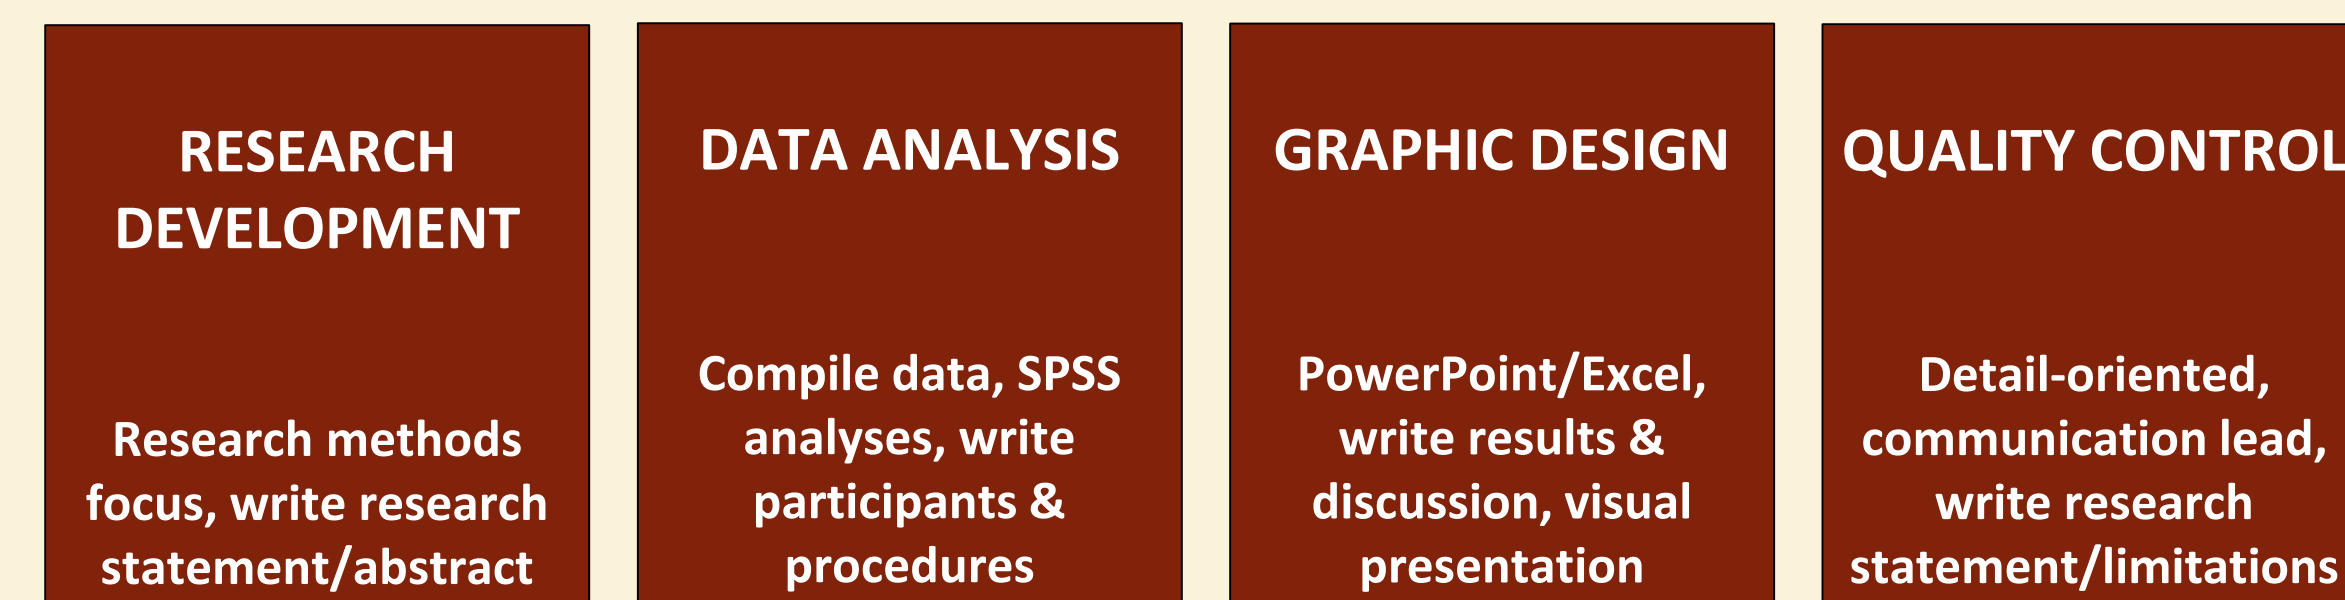 RESEARCH
DEVELOPMENT
Research methods
focus, write research
statement/abstract
DATA ANALYSIS
Compile data, SPSS
analyses, write
participants &
procedures
GRAPHIC DESIGN
PowerPoint/Excel,
write results &
discussion, visual
presentation
QUALITY CONTROL
Detail-oriented,
communication lead,
write research
statement/limitations